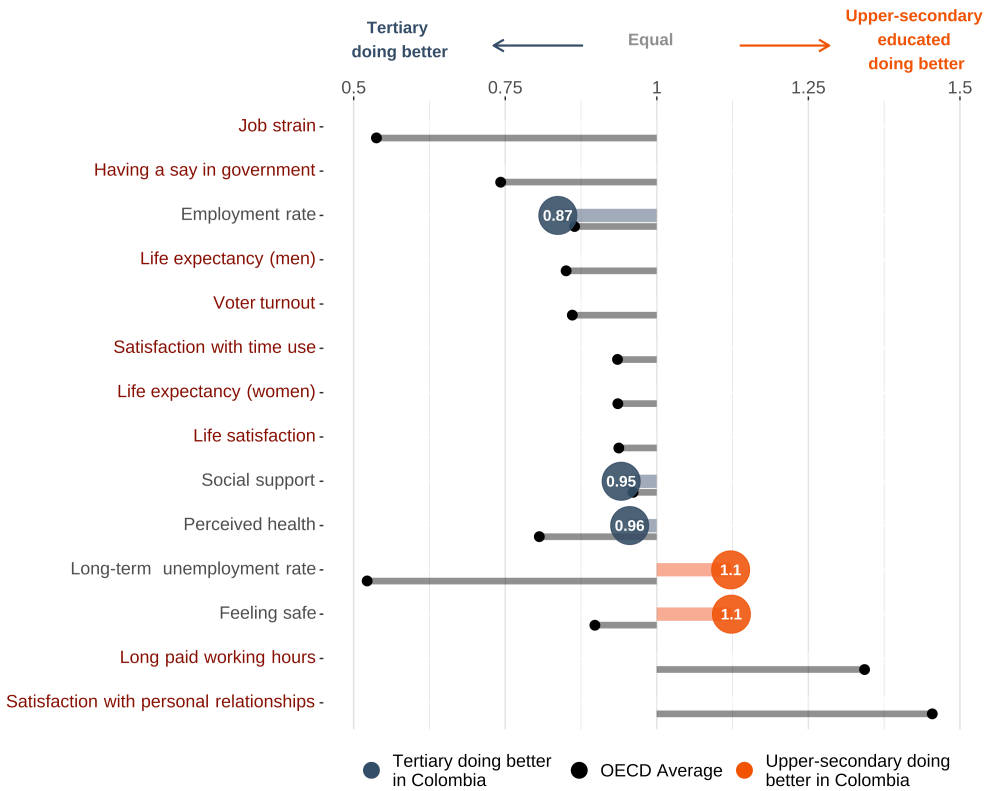 Tertiary
doing better
Equal
Upper-secondary
educated
doing better
0.5 0.75 1 1.25 1.5
Job strain
Having a say in government
Employment rate
0.87
Life expectancy (men)
Voter turnout
Satisfaction with time use
Life expectancy (women)
Life satisfaction
Social support
0.95
Perceived health
0.96
Long-term unemployment rate
1.1
Feeling safe
1.1
Long paid working hours
Satisfaction with personal relationships
Tertiary doing better
in Colombia
OECD Average
Upper-secondary doing
better in Colombia